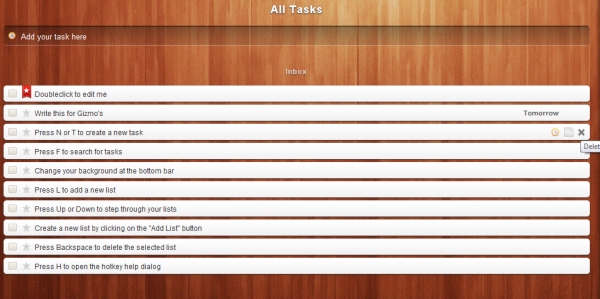 All Tasks
Add your task here
Inbox
Doubleclick to edit me
Write this for Gizmo's Tomorrow
Press N or T to create a new task
Delet
Press F to search for tasks
Change your background at the bottom bar
Press L to add a new list
Press Up or Down to step through your lists
Create a new list by clicking on the "Add List" button
Press Backspace to delete the selected list
Press H to open the hotkey help dialog